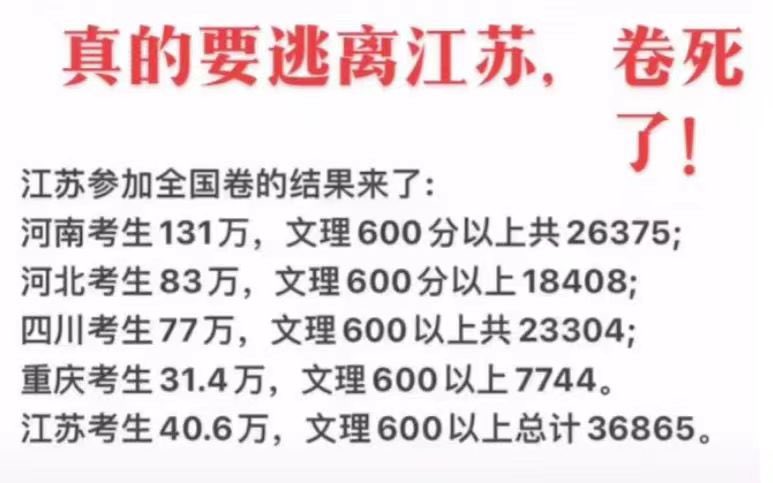 真的要逃离江苏，卷死
了！
江苏参加全国卷的结果来了：
河南考生131万，文理600分以上共26375;
河北考生83万，文理600分以上18408;
四川考生77万，文理600以上共23304;
重庆考生31.4万，文理600以上7744。
江苏考生40.6万，文理600以上总计36865。